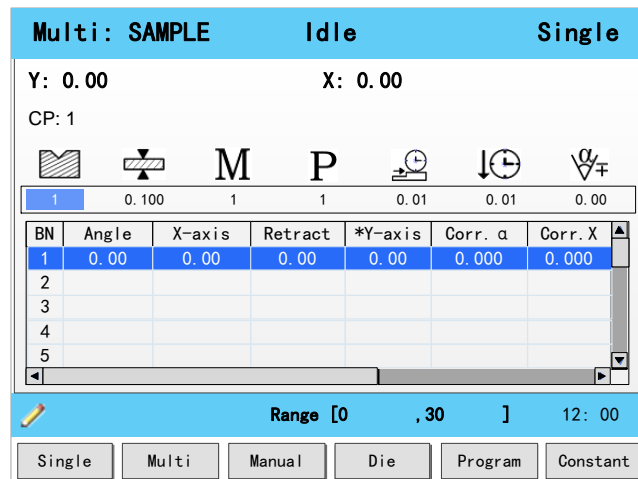 Multi: SAMPLE Idle Single
Y: 0.00 X: 0.00
CP: 1
M P α
1 0.100 1 1 0.01 0.01 0.00
BN Angle X-axis Retract *Y-axis Corr. α Corr. X
1 0.00 0.00 0.00 0.00 0.000 0.000
2
3
4
5
Range [0 ,30 ] 12: 00
Single Multi Manual Die Program Constant